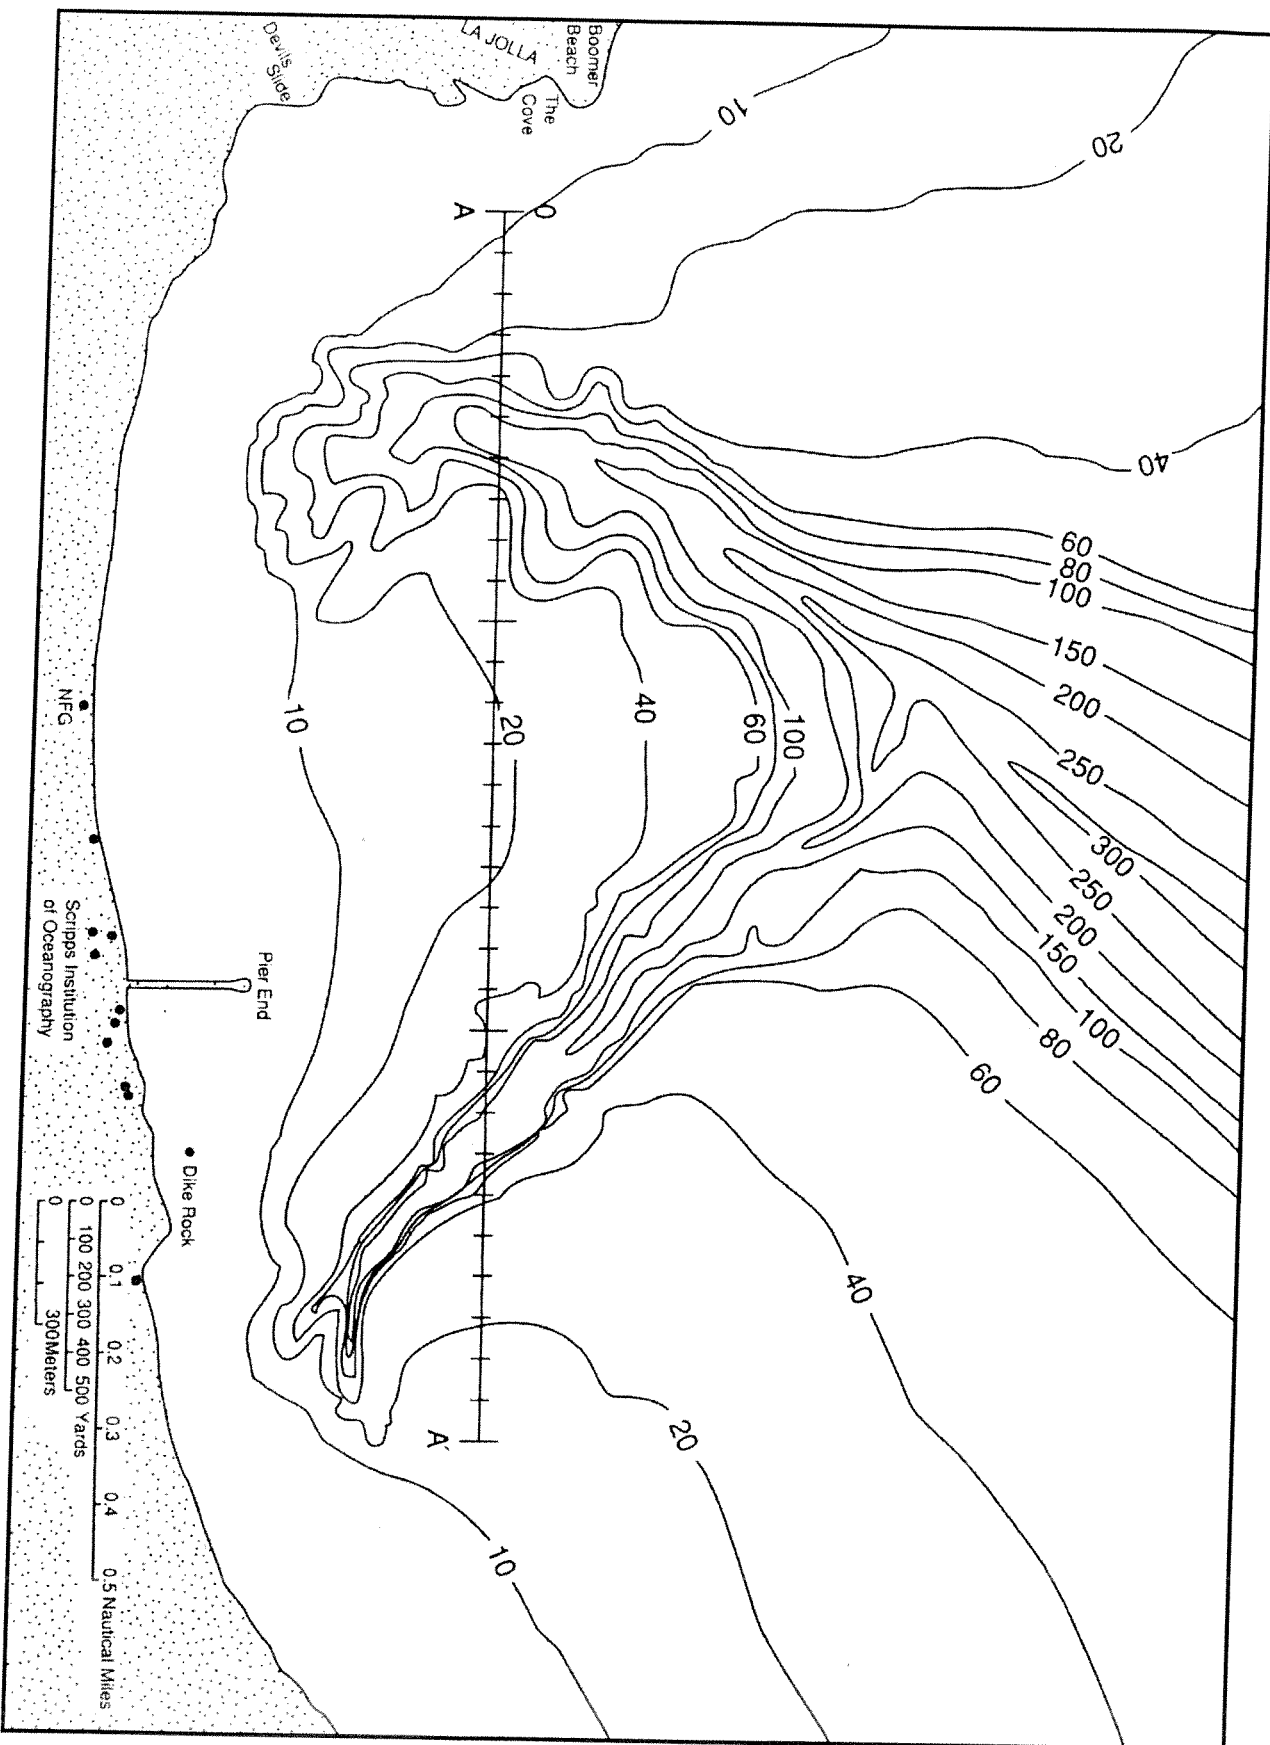 Boomer
Beach
LA JOLLA
The
Cove
Devils
Slide
10
20
40
60
80
100
150
200
250
300
250
200
150
100
80
60
40
20
10
A
O
10
20
40
60
100
A'
NFG
Scripps Institution
of Oceanography
Pier End
Dike Rock
0 0.1 0.2 0.3 0.4 0.5 Nautical Miles
0 100 200 300 400 500 Yards
0 300 Meters